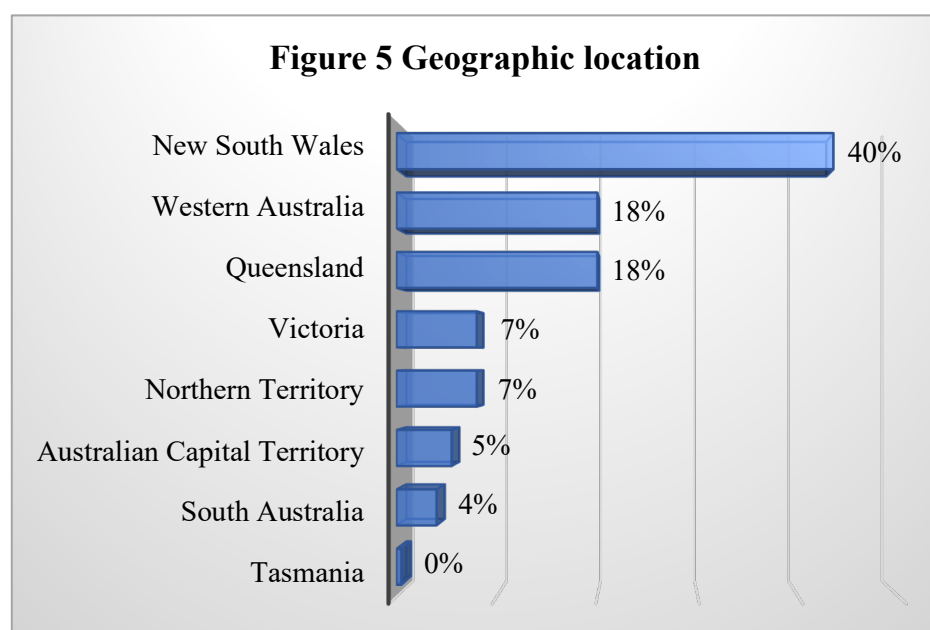 Figure 5 Geographic location
New South Wales 40%
Western Australia 18%
Queensland 18%
Victoria 7%
Northern Territory 7%
Australian Capital Territory 5%
South Australia 4%
Tasmania 0%